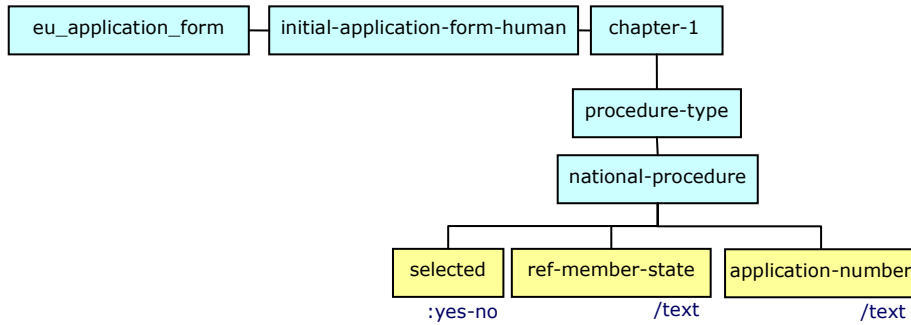 eu_application_form initial-application-form-human chapter-1
procedure-type
national-procedure
selected ref-member-state application-number
:yes-no /text /text